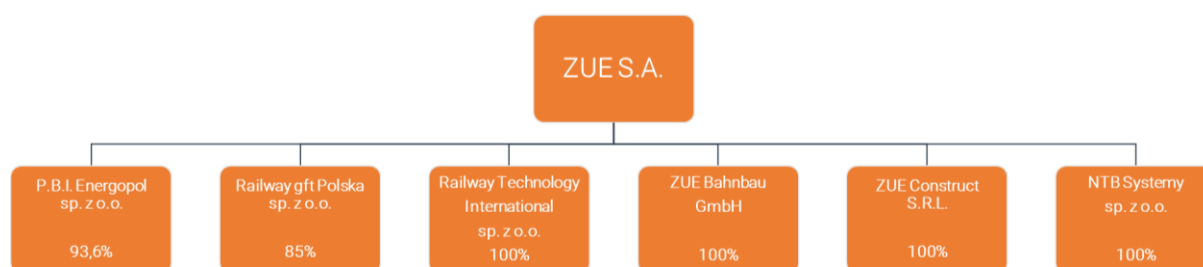 ZUE S.A.
P.B.I. Energopol
sp. z o.o.
93,6%
Railway gft Polska
sp. z o.o.
85%
Railway Technology
International
sp. z o.o.
100%
ZUE Bahnbau
GmbH
100%
ZUE Construct
S.R.L.
100%
NTB Systemy
sp. z o.o.
100%